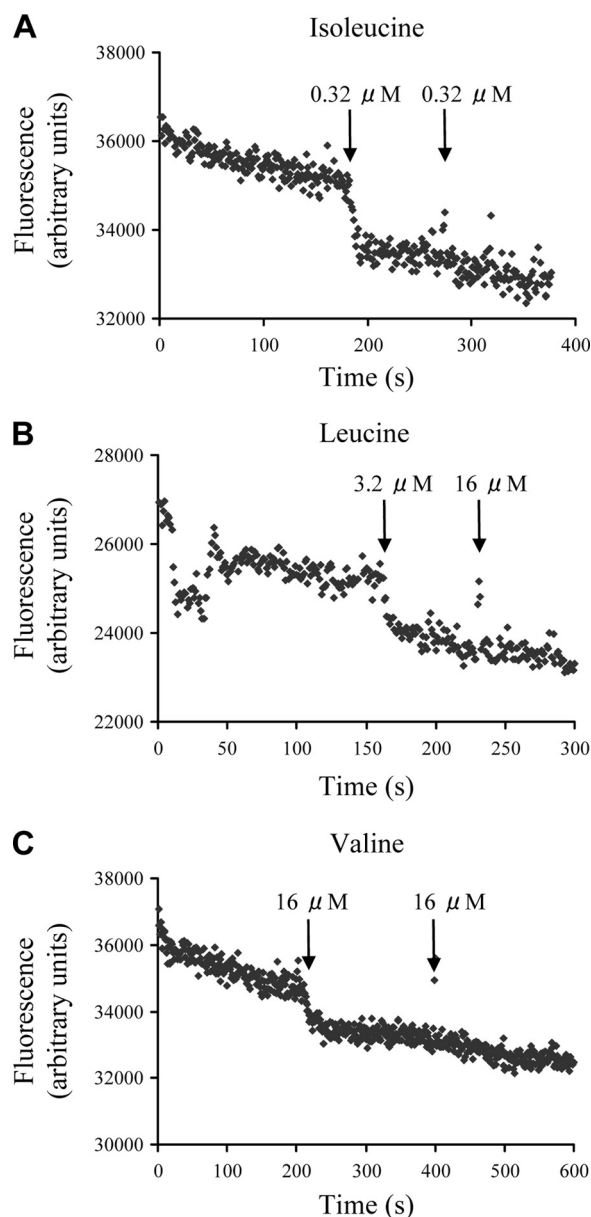 A
Isoleucine
38000
0.32 μM 0.32 μM
36000
34000
32000
0 100 200 300 400
Fluorescence
(arbitrary units)
Time (s)
B
Leucine
28000
3.2 μM 16 μM
26000
24000
22000
0 50 100 150 200 250 300
Fluorescence
(arbitrary units)
Time (s)
C
Valine
38000
16 μM 16 μM
36000
34000
32000
30000
0 100 200 300 400 500 600
Fluorescence
(arbitrary units)
Time (s)